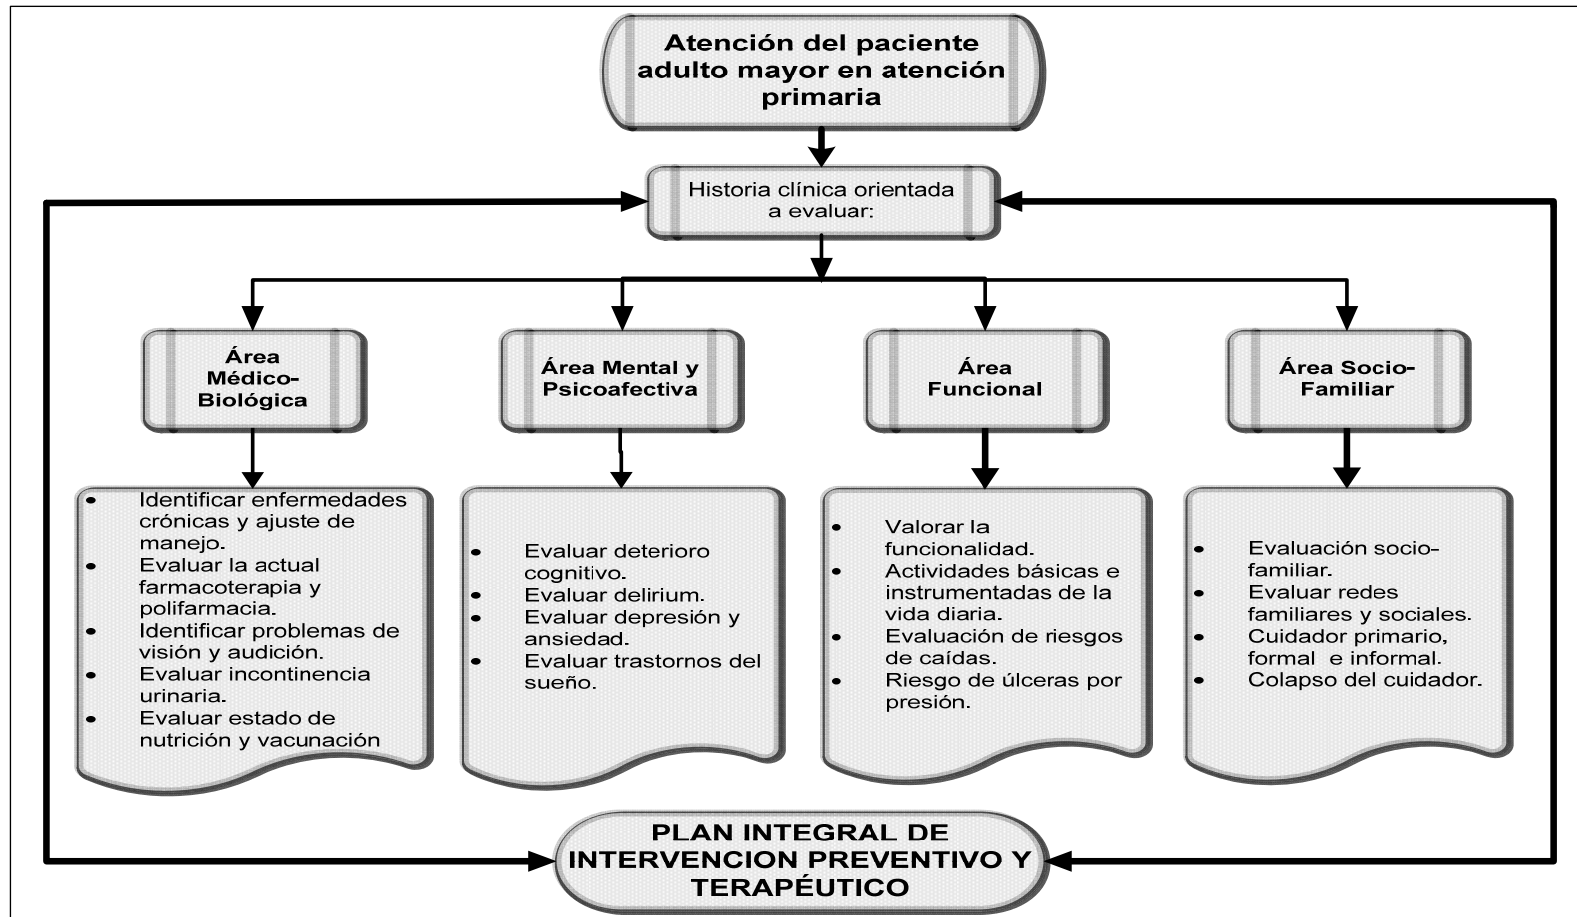 Atención del paciente
adulto mayor en atención
primaria
Historia clínica orientada
a evaluar:
Área
Médico-
Biológica
Área Mental y
Psicoafectiva
Área
Funcional
Área Socio-
Familiar
• Identificar enfermedades
crónicas y ajuste de
manejo.
• Evaluar la actual
farmacoterapia y
polifarmacia.
• Identificar problemas de
visión y audición.
• Evaluar incontinencia
urinaria.
• Evaluar estado de
nutrición y vacunación
• Evaluar deterioro
cognitivo.
• Evaluar delirium.
• Evaluar depresión y
ansiedad.
• Evaluar trastornos del
sueño.
• Valorar la
funcionalidad.
• Actividades básicas e
instrumentadas de la
vida diaria.
• Evaluación de riesgos
de caídas.
• Riesgo de úlceras por
presión.
• Evaluación socio-
familiar.
• Evaluar redes
familiares y sociales.
• Cuidador primario,
formal e informal.
• Colapso del cuidador.
PLAN INTEGRAL DE
INTERVENCION PREVENTIVO Y
TERAPÉUTICO